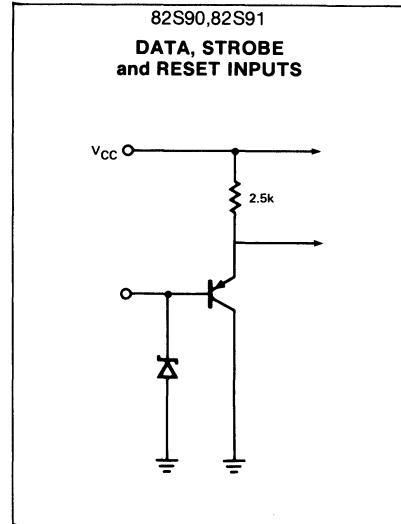 82S90,82S91
DATA, STROBE
and RESET INPUTS
VCC
2.5k